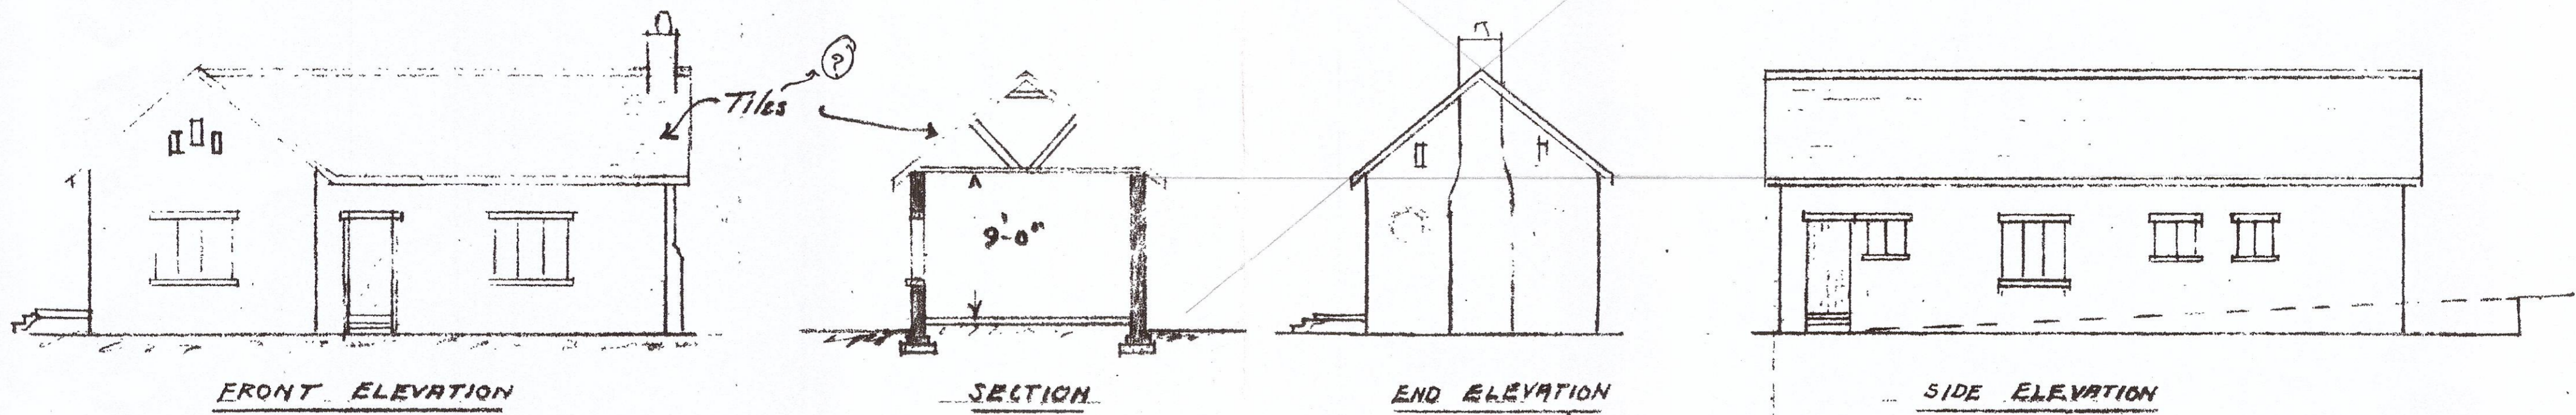 ?
Tiles
9'-0"
FRONT ELEVATION
SECTION
END ELEVATION
SIDE ELEVATION